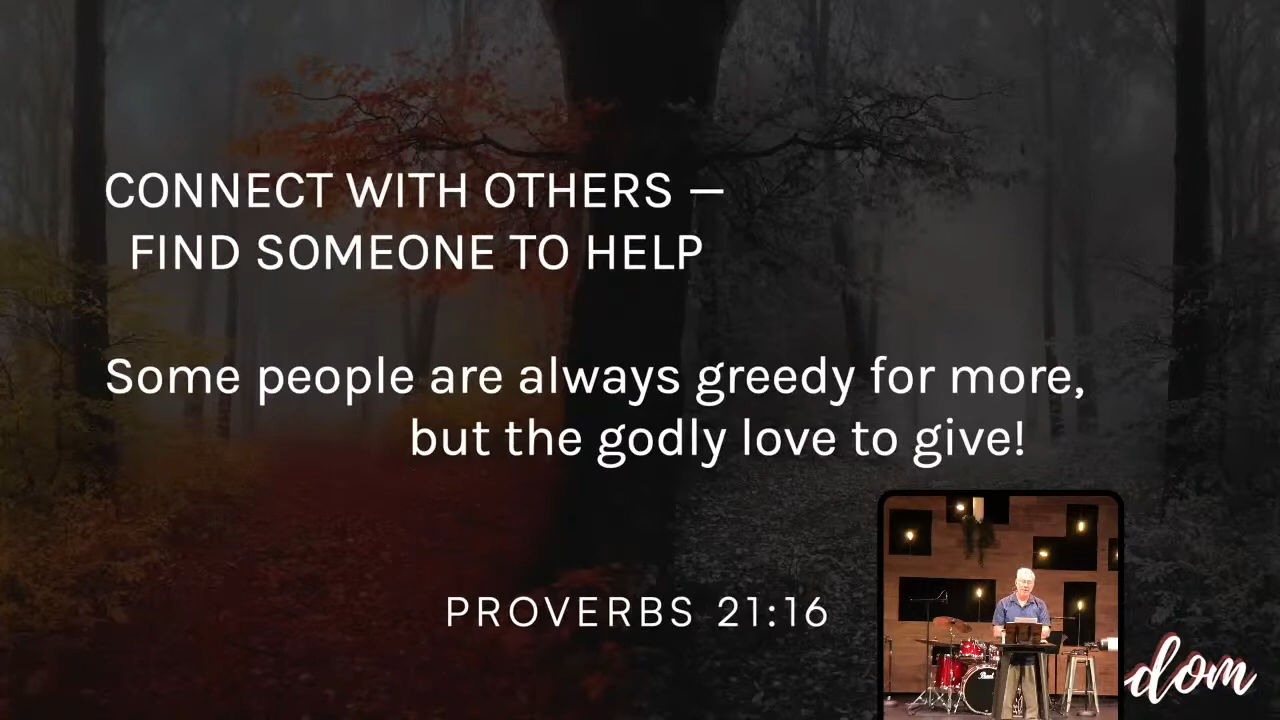 CONNECT WITH OTHERS –
FIND SOMEONE TO HELP
Some people are always greedy for more,
but the godly love to give!
PROVERBS 21:16
Pearl
dom